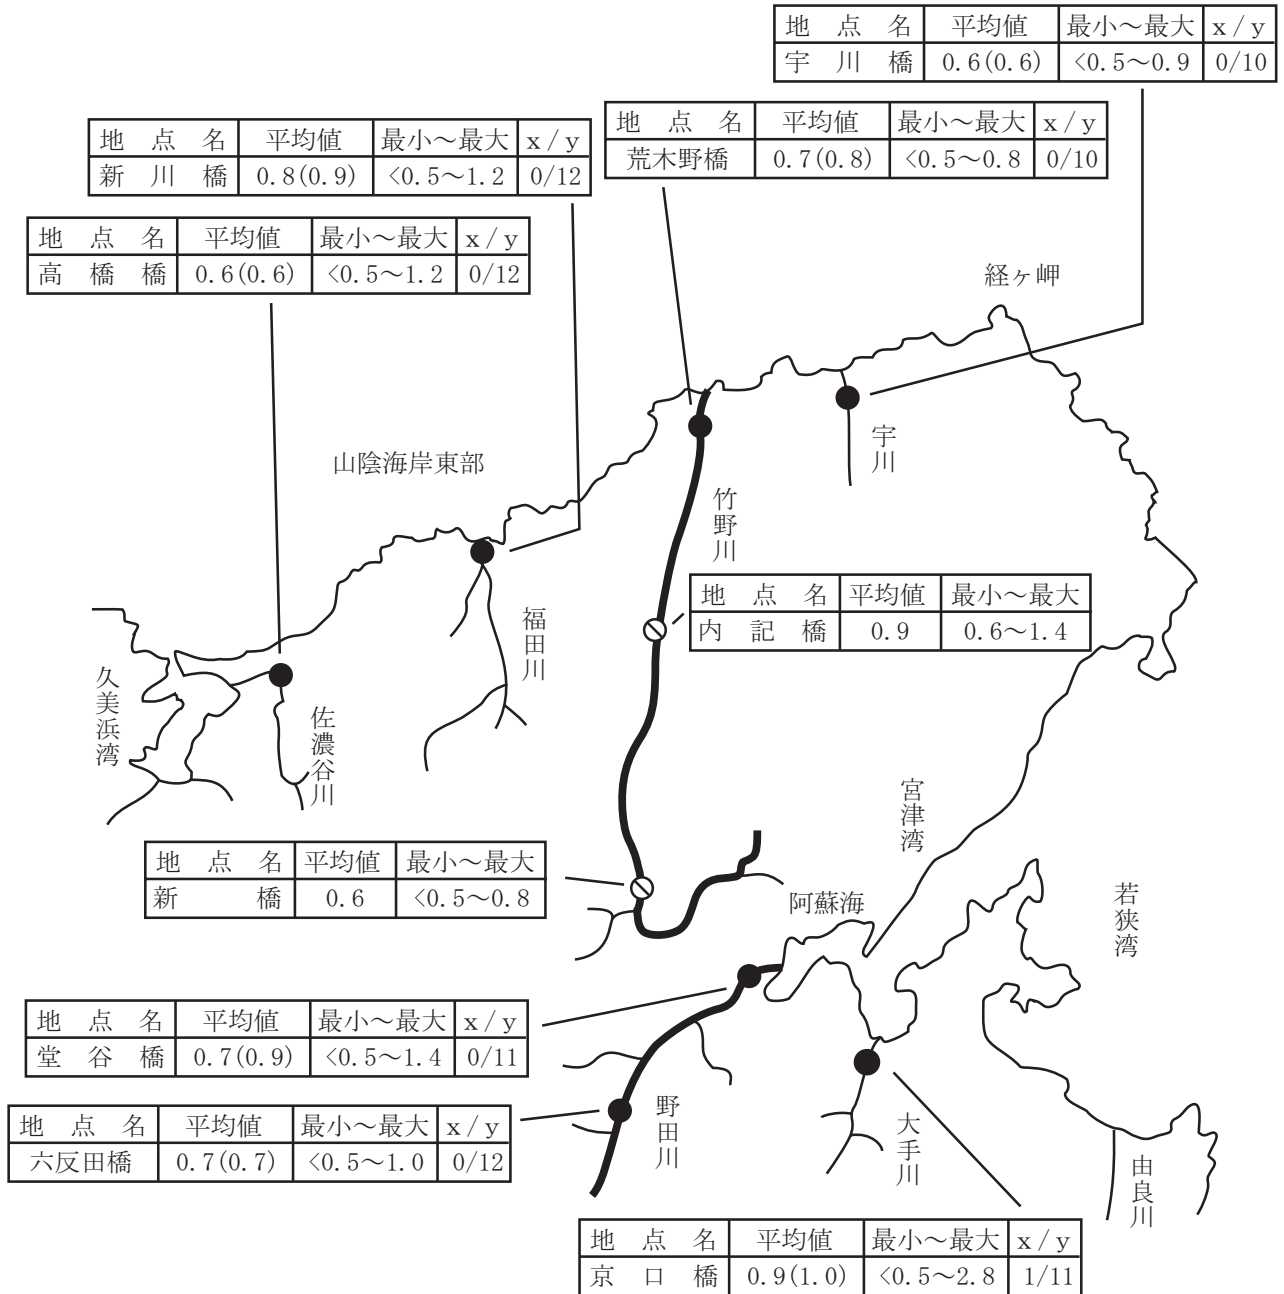 地 点 名 平均値 最小～最大 x/y
宇 川 橋 0.6(0.6) <0.5～0.9 0/10
地 点 名 平均値 最小～最大 x/y
荒木野橋 0.7(0.8) <0.5～0.8 0/10
地 点 名 平均値 最小～最大 x/y
新 川 橋 0.8(0.9) <0.5～1.2 0/12
地 点 名 平均値 最小～最大 x/y
高 橋 橋 0.6(0.6) <0.5～1.2 0/12
経ヶ岬
宇川
山陰海岸東部
竹野川
地 点 名 平均値 最小～最大
内 記 橋 0.9 0.6～1.4
福田川
久美浜湾
佐濃谷川
宮津湾
地 点 名 平均値 最小～最大
新 橋 0.6 <0.5～0.8
阿蘇海
若狭湾
地 点 名 平均値 最小～最大 x/y
堂 谷 橋 0.7(0.9) <0.5～1.4 0/11
地 点 名 平均値 最小～最大 x/y
六反田橋 0.7(0.7) <0.5～1.0 0/12
野田川
大手川
由良川
地 点 名 平均値 最小～最大 x/y
京 口 橋 0.9(1.0) <0.5～2.8 1/11